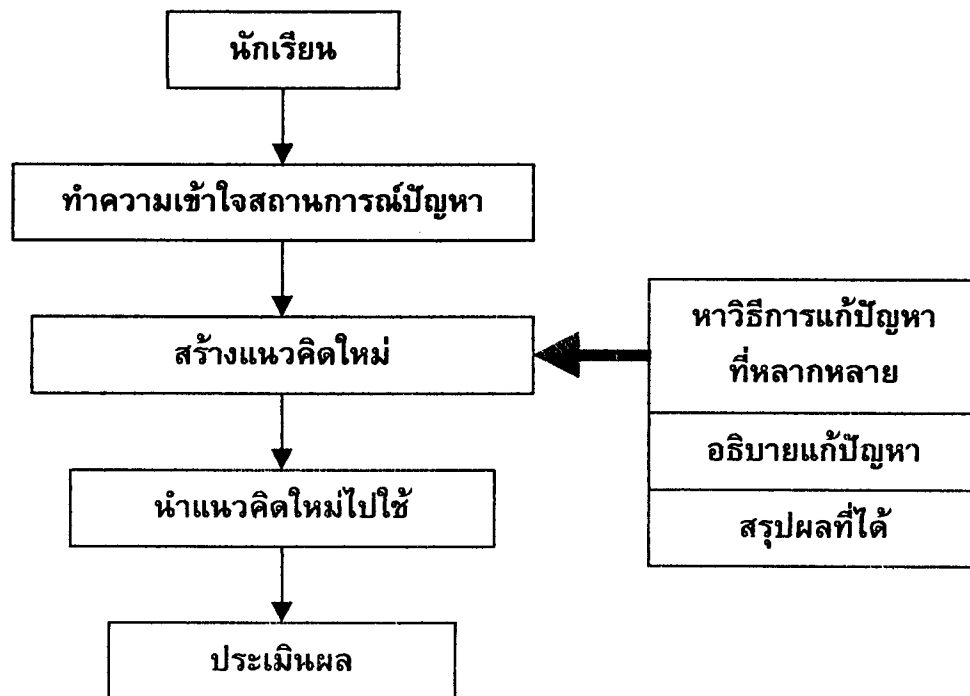 นักเรียน
ทำความเข้าใจสถานการณ์ปัญหา
สร้างแนวคิดใหม่
หาวิธีการแก้ปัญหา
ที่หลากหลาย
อธิบายแก้ปัญหา
สรุปผลที่ได้
นำแนวคิดใหม่ไปใช้
ประเมินผล